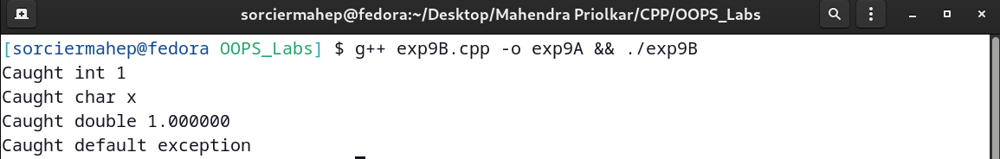 sorciermahep@fedora:~/Desktop/Mahendra Priolkar/CPP/OOPS_Labs
[sorciermahep@fedora OOPS_Labs] $ g++ exp9B.cpp -o exp9A && ./exp9B
Caught int 1
Caught char x
Caught double 1.000000
Caught default exception